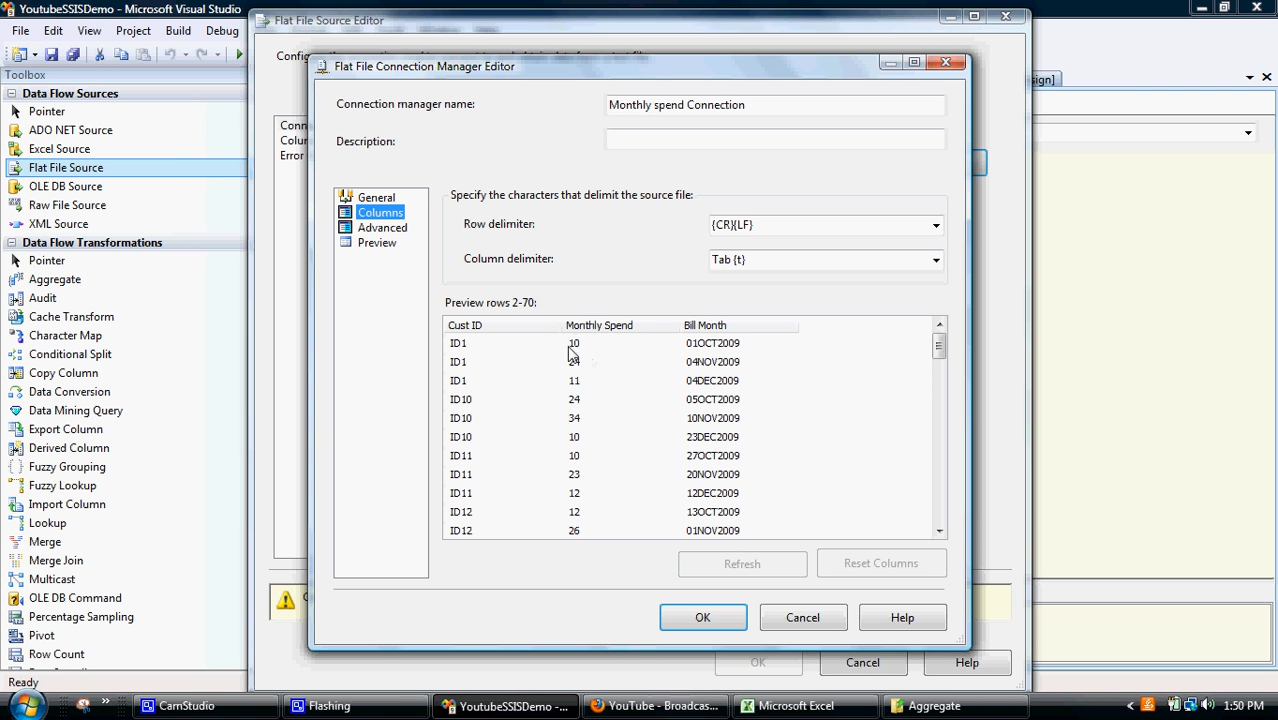 YoutubeSSISDemo - Microsoft Visual Studio
File Edit View Project Build Debug
Toolbox
Data Flow Sources
Pointer
ADO NET Source
Excel Source
Flat File Source
OLE DB Source
Raw File Source
XML Source
Data Flow Transformations
Pointer
Aggregate
Audit
Cache Transform
Character Map
Conditional Split
Copy Column
Data Conversion
Data Mining Query
Export Column
Derived Column
Fuzzy Grouping
Fuzzy Lookup
Import Column
Lookup
Merge
Merge Join
Multicast
OLE DB Command
Percentage Sampling
Pivot
Row Count
Ready
Flat File Source Editor
Conn
Colur
Error
sign]
Flat File Connection Manager Editor
Connection manager name: Monthly spend Connection
Description:
General
Columns
Advanced
Preview
Specify the characters that delimit the source file:
Row delimiter: {CR}{LF}
Column delimiter: Tab {t}
Preview rows 2-70:
Cust ID Monthly Spend Bill Month
ID1 10 01OCT2009
ID1 24 04NOV2009
ID1 11 04DEC2009
ID10 24 05OCT2009
ID10 34 10NOV2009
ID10 10 23DEC2009
ID11 10 27OCT2009
ID11 23 20NOV2009
ID11 12 12DEC2009
ID12 12 13OCT2009
ID12 26 01NOV2009
Refresh Reset Columns
OK Cancel Help
OK Cancel Help
CamStudio Flashing YoutubeSSISDemo -... YouTube - Broadcas... Microsoft Excel Aggregate 1:50 PM